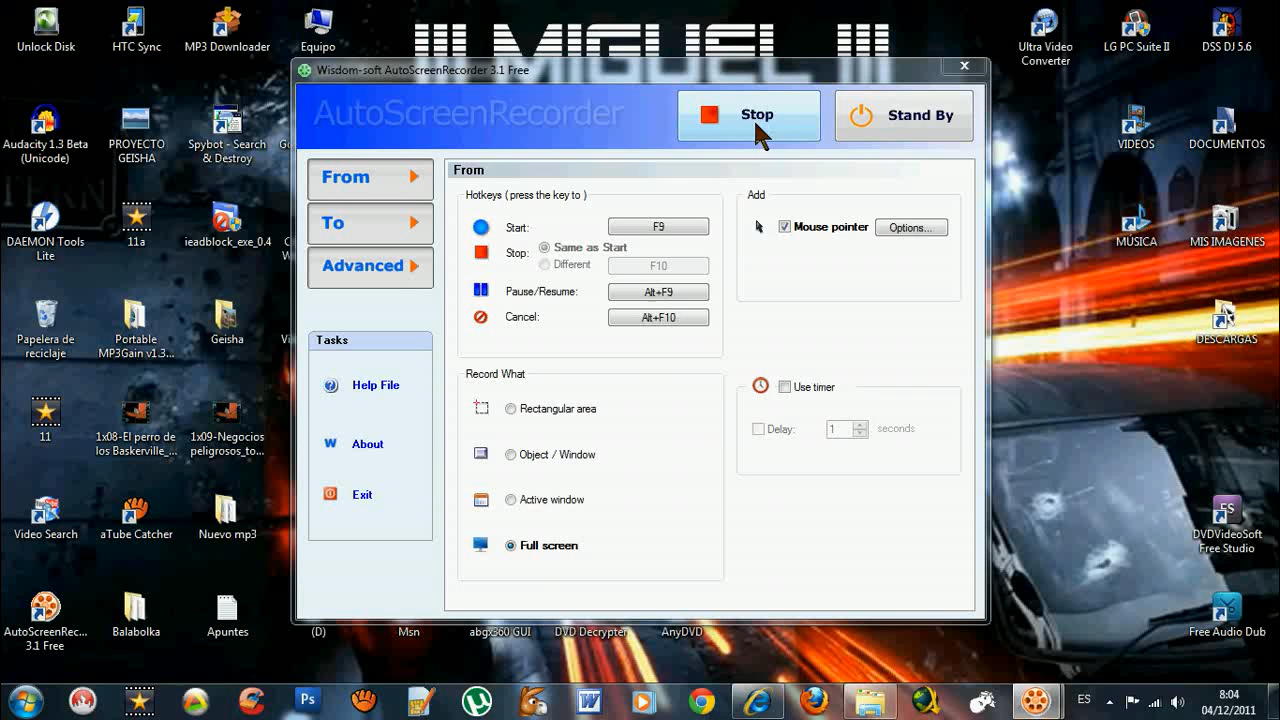 III MIGUEL III
Unlock Disk
HTC Sync
MP3 Downloader
Equipo
Ultra Video
Converter
LG PC Suite II
DSS DJ 5.6
Audacity 1.3 Beta
(Unicode)
PROYECTO
GEISHA
Spybot - Search
& Destroy
VIDEOS
DOCUMENTOS
DAEMON Tools
Lite
11a
ieadblock_exe_0.4
MÚSICA
MIS IMAGENES
Papelera de
reciclaje
Portable
MP3Gain v1.3...
Geisha
DESCARGAS
11
1x08-El perro de
los Baskerville_...
1x09-Negocios
peligrosos_to...
Video Search
aTube Catcher
Nuevo mp3
DVDVideoSoft
Free Studio
AutoScreenRec...
3.1 Free
Balabolka
Apuntes
(D)
Msn
abgx360 GUI
DVD Decrypter
AnyDVD
Free Audio Dub
Wisdom-soft AutoScreenRecorder 3.1 Free
AutoScreenRecorder
Stop
Stand By
From
To
Advanced
Tasks
Help File
About
Exit
From
Hotkeys ( press the key to )
Start:
F9
Stop:
Same as Start
Different
F10
Pause/Resume:
Alt+F9
Cancel:
Alt+F10
Record What
Rectangular area
Object / Window
Active window
Full screen
Add
Mouse pointer
Options...
Use timer
Delay:
1
seconds
ES
8:04
04/12/2011